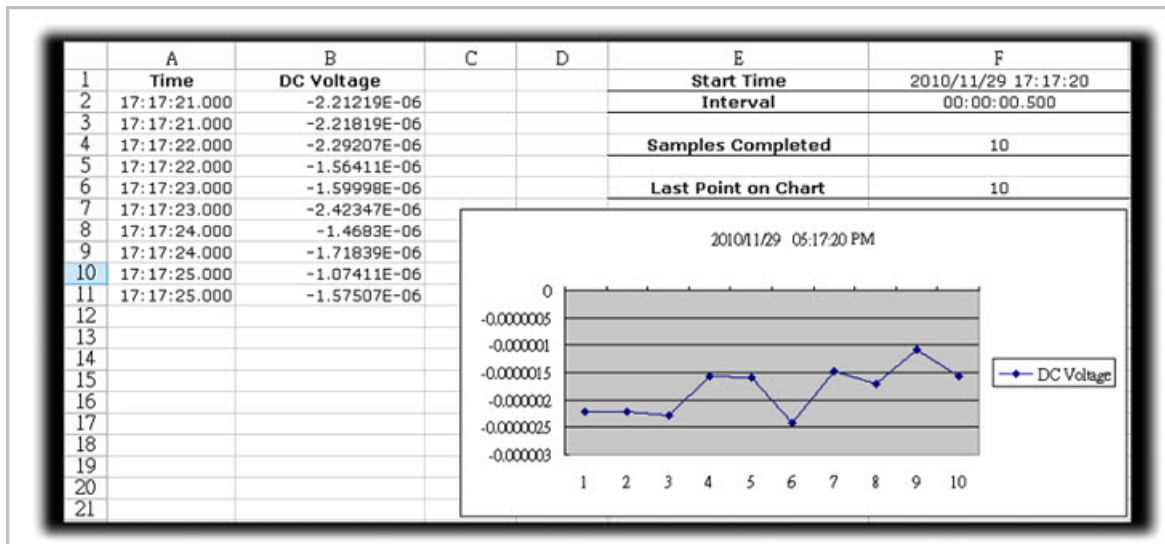 A B C D E F
1 Time DC Voltage Start Time 2010/11/29 17:17:20
2 17:17:21.000 -2.21219E-06 Interval 00:00:00.500
3 17:17:21.000 -2.21819E-06
4 17:17:22.000 -2.29207E-06 Samples Completed 10
5 17:17:22.000 -1.56411E-06
6 17:17:23.000 -1.59998E-06 Last Point on Chart 10
7 17:17:23.000 -2.42347E-06
8 17:17:24.000 -1.4683E-06
9 17:17:24.000 -1.71839E-06
10 17:17:25.000 -1.07411E-06
11 17:17:25.000 -1.57507E-06
12
13
14
15
16
17
18
19
20
21
2010/11/29 05:17:20 PM
0
-0.0000005
-0.000001
-0.0000015
-0.000002
-0.0000025
-0.000003
1 2 3 4 5 6 7 8 9 10
DC Voltage